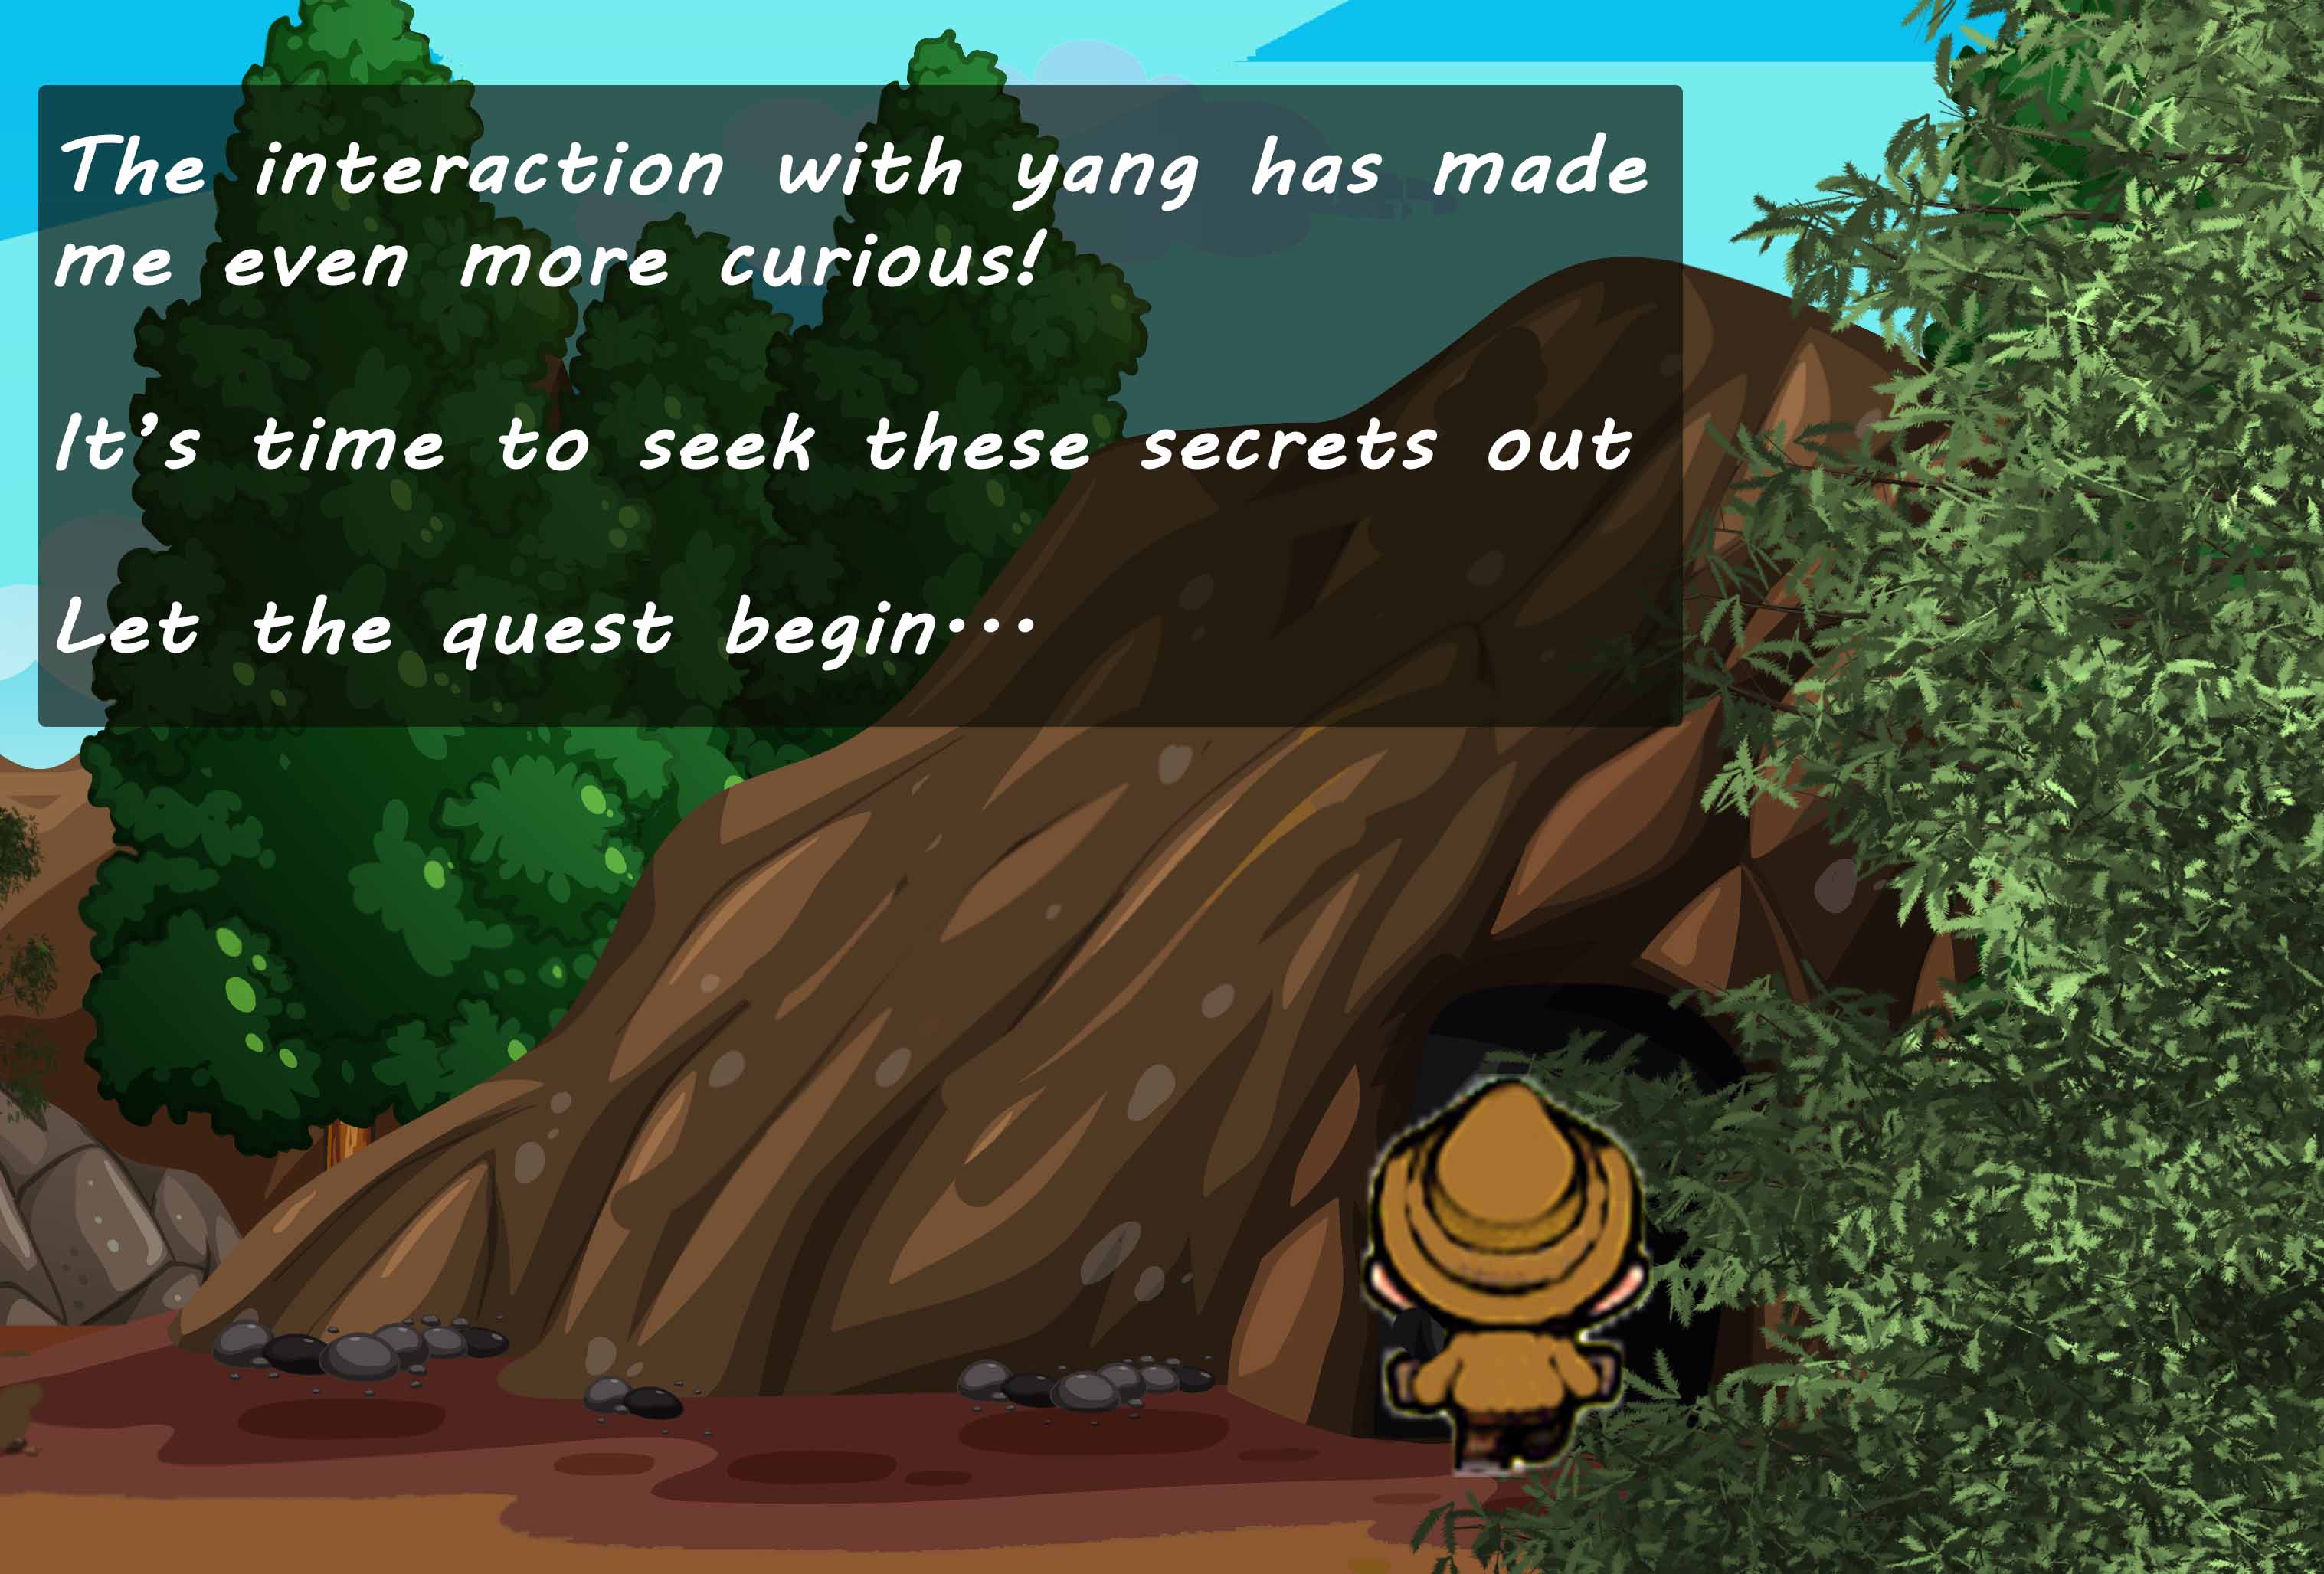 The interaction with yang has made
me even more curious!
It’s time to seek these secrets out
Let the quest begin···